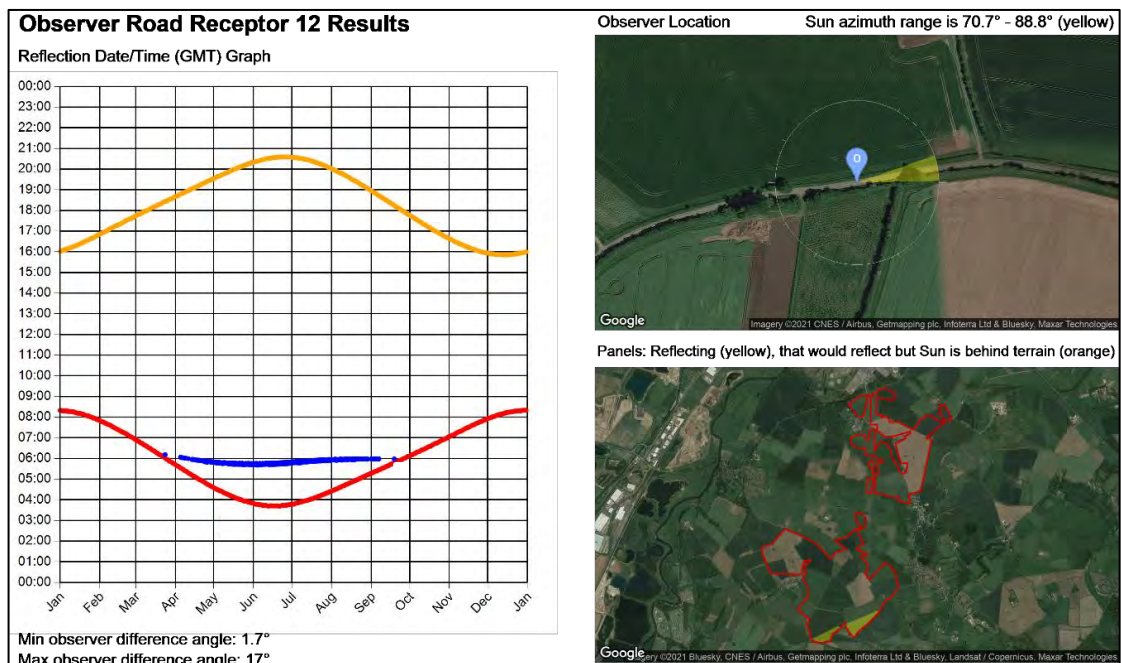 Observer Road Receptor 12 Results
Reflection Date/Time (GMT) Graph
00:00
23:00
22:00
21:00
20:00
19:00
18:00
17:00
16:00
15:00
14:00
13:00
12:00
11:00
10:00
09:00
08:00
07:00
06:00
05:00
04:00
03:00
02:00
01:00
00:00
Jan Feb Mar Apr May Jun Jul Aug Sep Oct Nov Dec Jan
Min observer difference angle: 1.7°
Max observer difference angle: 17°
Observer Location Sun azimuth range is 70.7° - 88.8° (yellow)
O
Google
Imagery ©2021 CNES / Airbus, Getmapping plc, Infoterra Ltd & Bluesky, Maxar Technologies
Panels: Reflecting (yellow), that would reflect but Sun is behind terrain (orange)
Google
©2021 Bluesky, CNES / Airbus, Getmapping plc, Infoterra Ltd & Bluesky, Landsat / Copernicus, Maxar Technologies